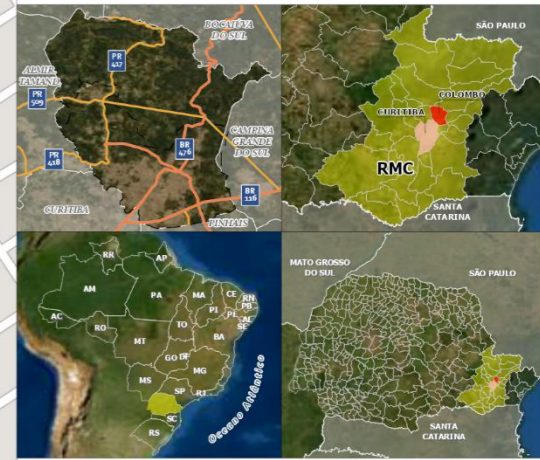 BOCAIÚVA
DO SUL
PR
417
ALMIR.
TAMAND.
PR
509
CAMPINA
GRANDE
DO SUL
BR
476
PR
418
BR
116
CURITIBA
PINHAIS
SÃO PAULO
COLOMBO
CURITIBA
RMC
SANTA
CATARINA
RR
AP
AM
PA
MA
CE
RN
PB
PE
AL
SE
PI
AC
RO
TO
BA
MT
GO
DF
MG
MS
SP
RJ
SC
RS
Oceano Atlântico
MATO GROSSO
DO SUL
SÃO PAULO
SANTA
CATARINA